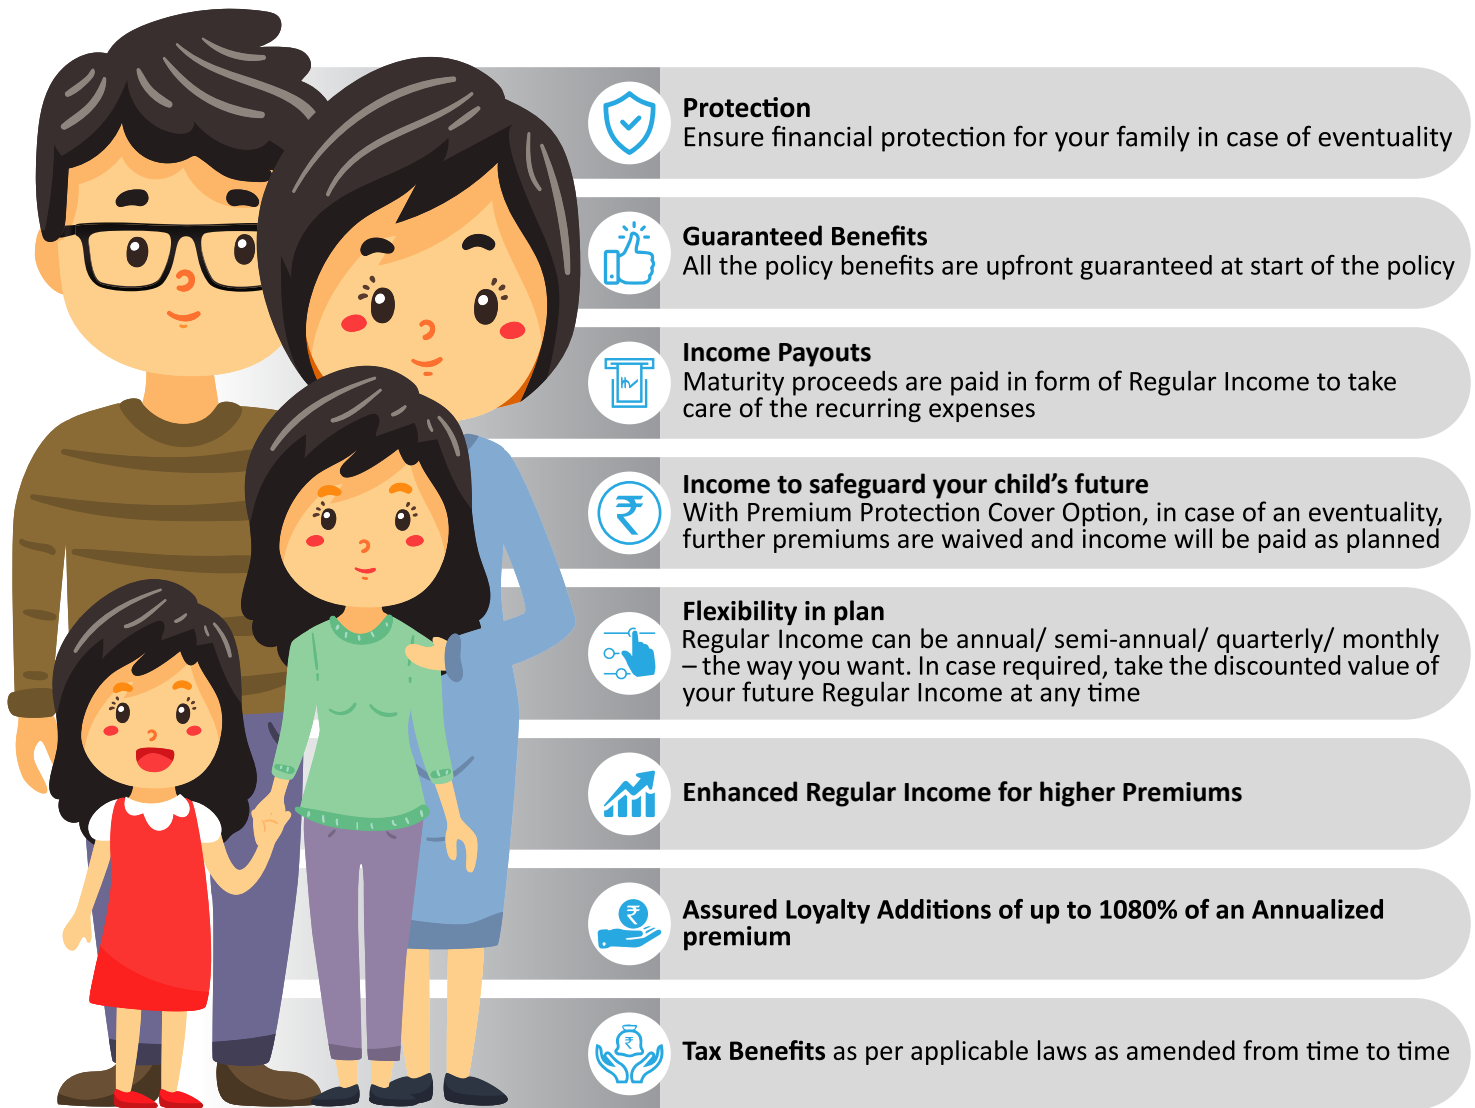 Protection
Ensure financial protection for your family in case of eventuality
Guaranteed Benefits
All the policy benefits are upfront guaranteed at start of the policy
Income Payouts
Maturity proceeds are paid in form of Regular Income to take
care of the recurring expenses
₹
Income to safeguard your child’s future
With Premium Protection Cover Option, in case of an eventuality,
further premiums are waived and income will be paid as planned
Flexibility in plan
Regular Income can be annual/ semi-annual/ quarterly/ monthly
– the way you want. In case required, take the discounted value of
your future Regular Income at any time
Enhanced Regular Income for higher Premiums
₹
Assured Loyalty Additions of up to 1080% of an Annualized
premium
₹
Tax Benefits as per applicable laws as amended from time to time